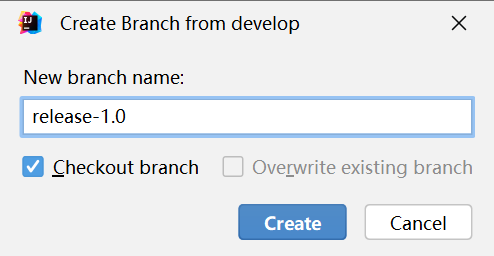 Create Branch from develop
New branch name:
release-1.0
Checkout branch Overwrite existing branch
Create Cancel